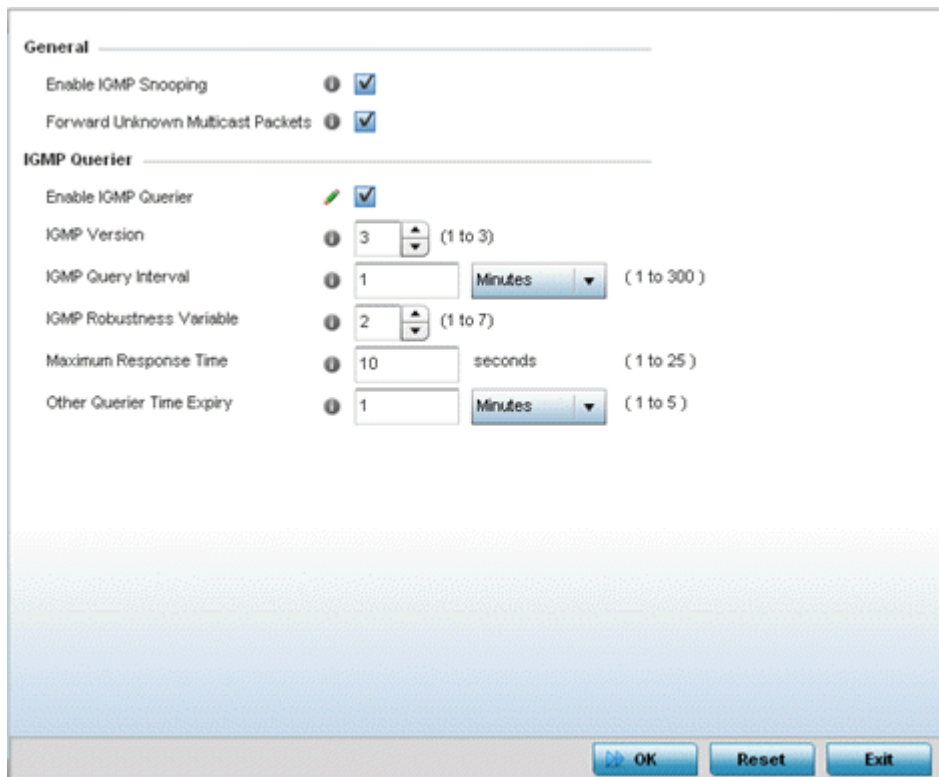 General
Enable IGMP Snooping
Forward Unknown Multicast Packets
IGMP Querier
Enable IGMP Querier
IGMP Version 3 (1 to 3)
IGMP Query Interval 1 Minutes ( 1 to 300 )
IGMP Robustness Variable 2 (1 to 7)
Maximum Response Time 10 seconds ( 1 to 25 )
Other Querier Time Expiry 1 Minutes ( 1 to 5 )
OK Reset Exit